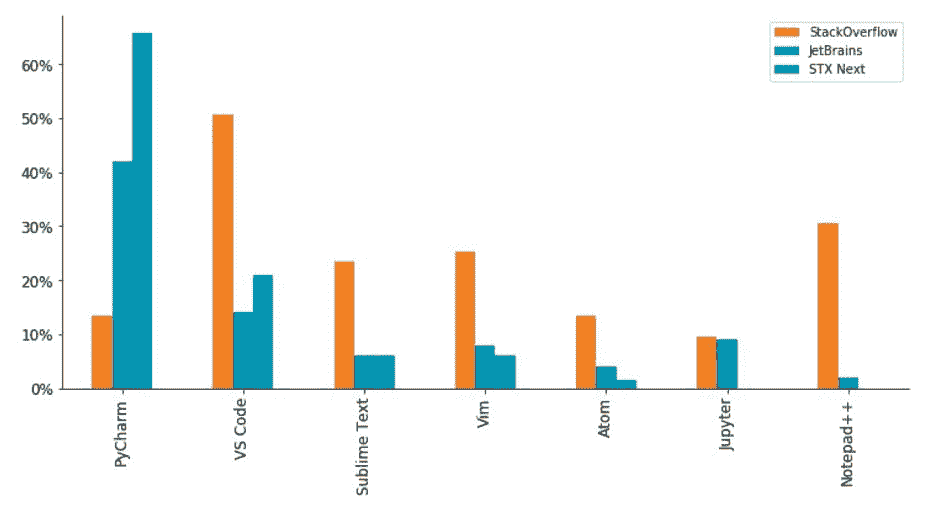 StackOverflow
JetBrains
STX Next
60%
50%
40%
30%
20%
10%
0%
PyCharm
VS Code
Sublime Text
Vim
Atom
Jupyter
Notepad++